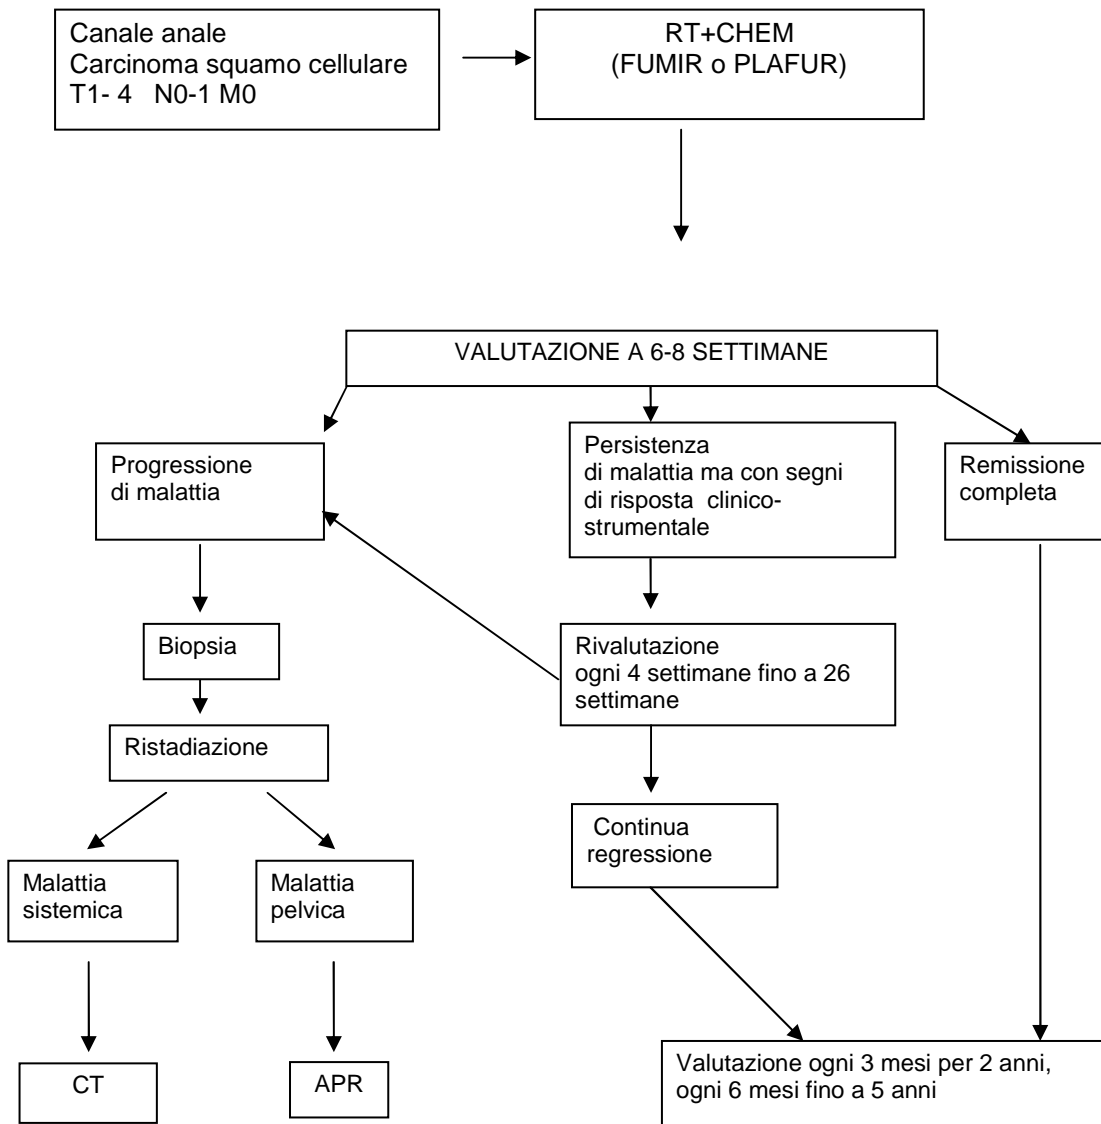 Canale anale
Carcinoma squamo cellulare
T1- 4 N0-1 M0
RT+CHEM
(FUMIR o PLAFUR)
VALUTAZIONE A 6-8 SETTIMANE
Progressione
di malattia
Persistenza
di malattia ma con segni
di risposta clinico-
strumentale
Remissione
completa
Biopsia
Rivalutazione
ogni 4 settimane fino a 26
settimane
Ristadiazione
Continua
regressione
Malattia
sistemica
Malattia
pelvica
CT
APR
Valutazione ogni 3 mesi per 2 anni,
ogni 6 mesi fino a 5 anni